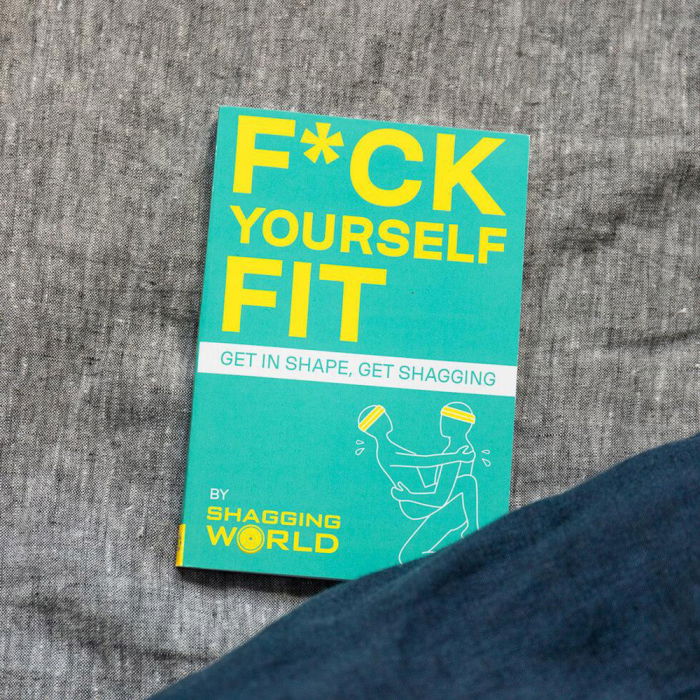 F*CK
YOURSELF
FIT
GET IN SHAPE, GET SHAGGING
BY
SHAGGING
WORLD